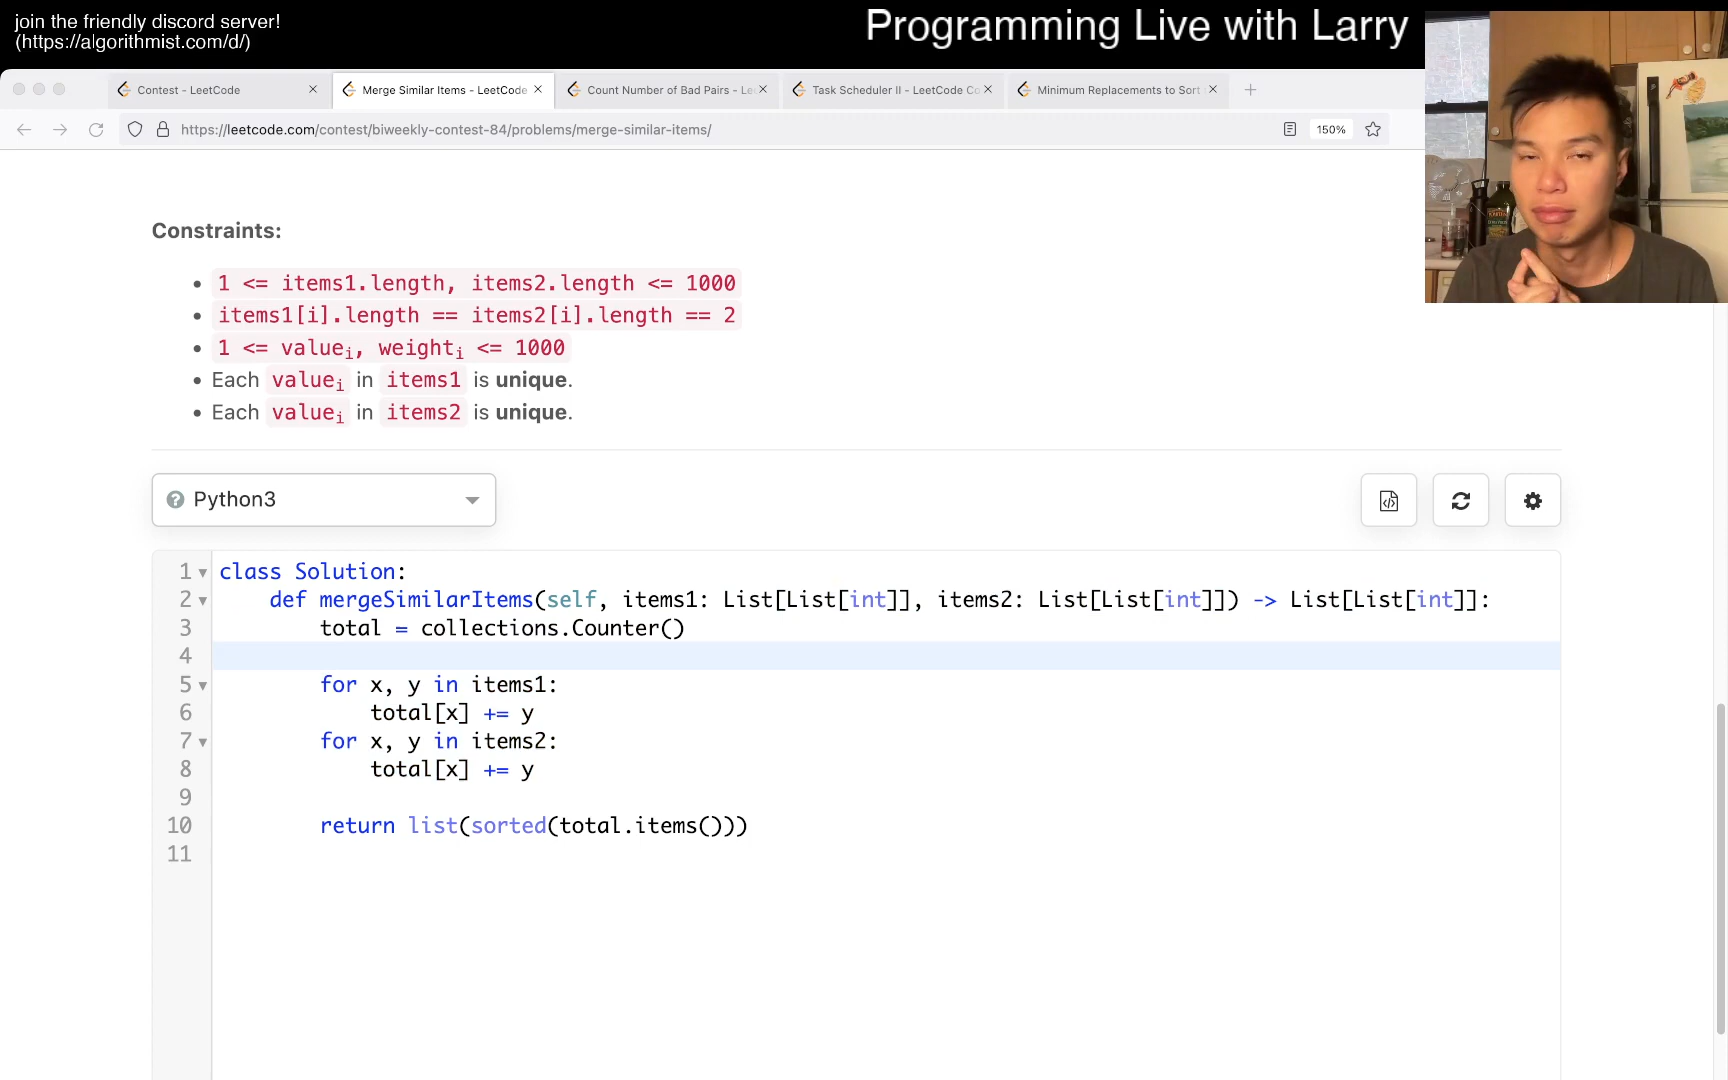 join the friendly discord server!
(https://algorithmist.com/d/)
Programming Live with Larry
Contest - LeetCode
Merge Similar Items - LeetCode
Count Number of Bad Pairs - Le
Task Scheduler II - LeetCode Co
Minimum Replacements to Sort
https://leetcode.com/contest/biweekly-contest-84/problems/merge-similar-items/
150%
Constraints:
1 <= items1.length, items2.length <= 1000
items1[i].length == items2[i].length == 2
1 <= valueᵢ, weightᵢ <= 1000
Each valueᵢ in items1 is unique.
Each valueᵢ in items2 is unique.
Python3
1 class Solution:
2 def mergeSimilarItems(self, items1: List[List[int]], items2: List[List[int]]) -> List[List[int]]:
3 total = collections.Counter()
4
5 for x, y in items1:
6 total[x] += y
7 for x, y in items2:
8 total[x] += y
9
10 return list(sorted(total.items()))
11